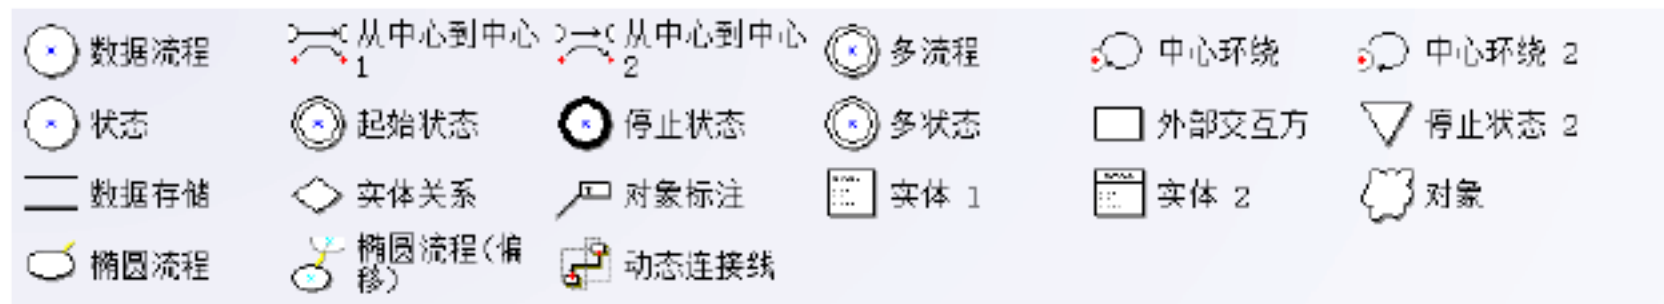 数据流程
从中心到中心
1
从中心到中心
2
多流程
中心环绕
中心环绕 2
状态
起始状态
停止状态
多状态
外部交互方
停止状态 2
数据存储
实体关系
对象标注
实体 1
实体 2
对象
椭圆流程
椭圆流程(偏
移)
动态连接线